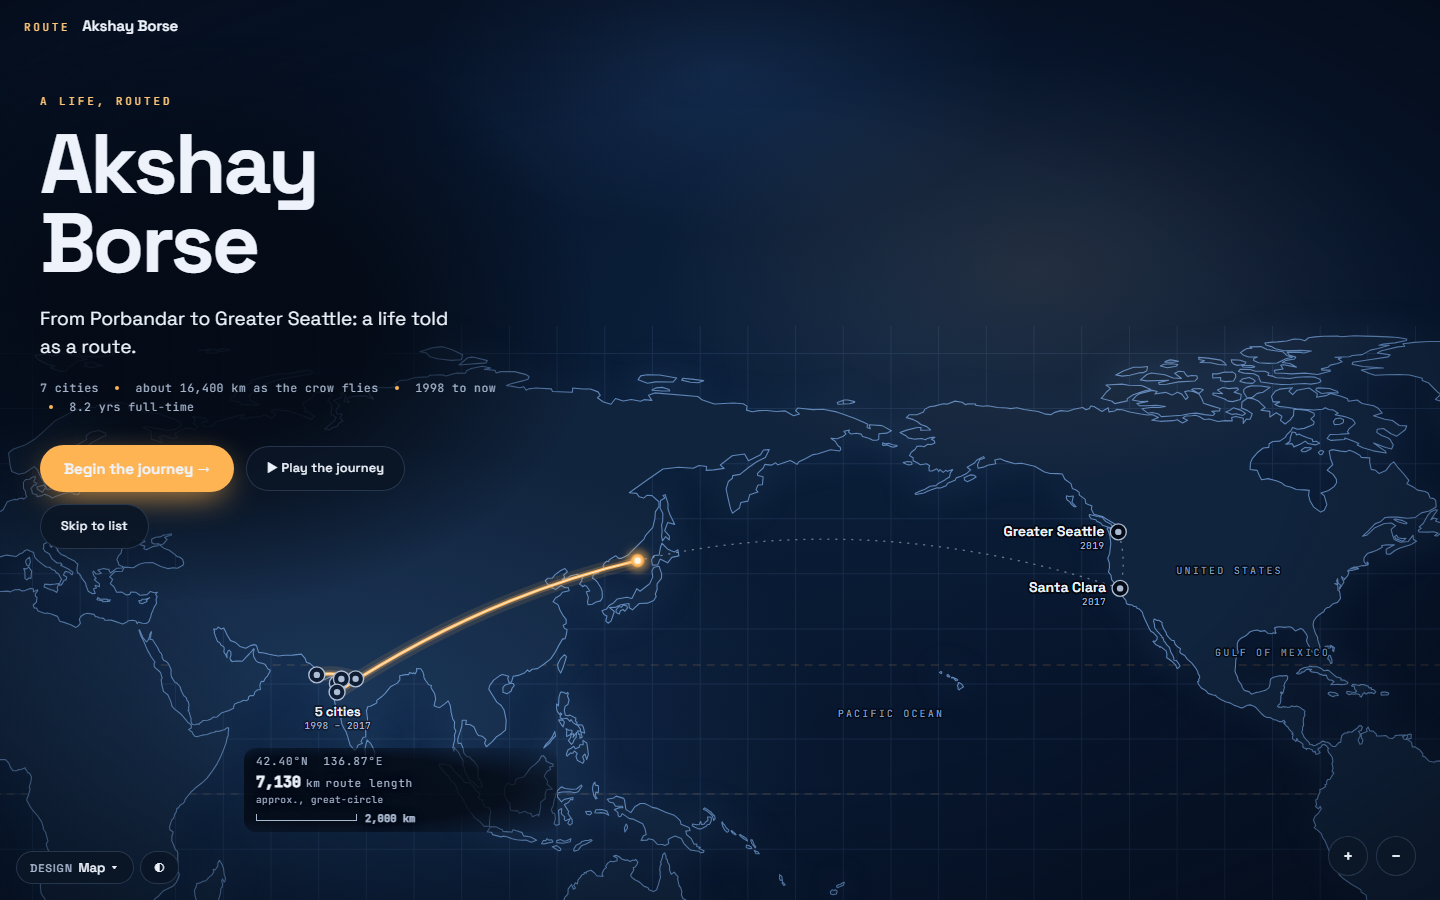 ROUTE Akshay Borse
A LIFE, ROUTED
Akshay
Borse
From Porbandar to Greater Seattle: a life told
as a route.
7 cities • about 16,400 km as the crow flies • 1998 to now
• 8.2 yrs full-time
Begin the journey →
▶ Play the journey
Skip to list
Greater Seattle
2019
UNITED STATES
Santa Clara
2017
GULF OF MEXICO
5 cities
1998 – 2017
PACIFIC OCEAN
42.40°N 136.87°E
7,130 km route length
approx., great-circle
2,000 km
DESIGN Map
+ −